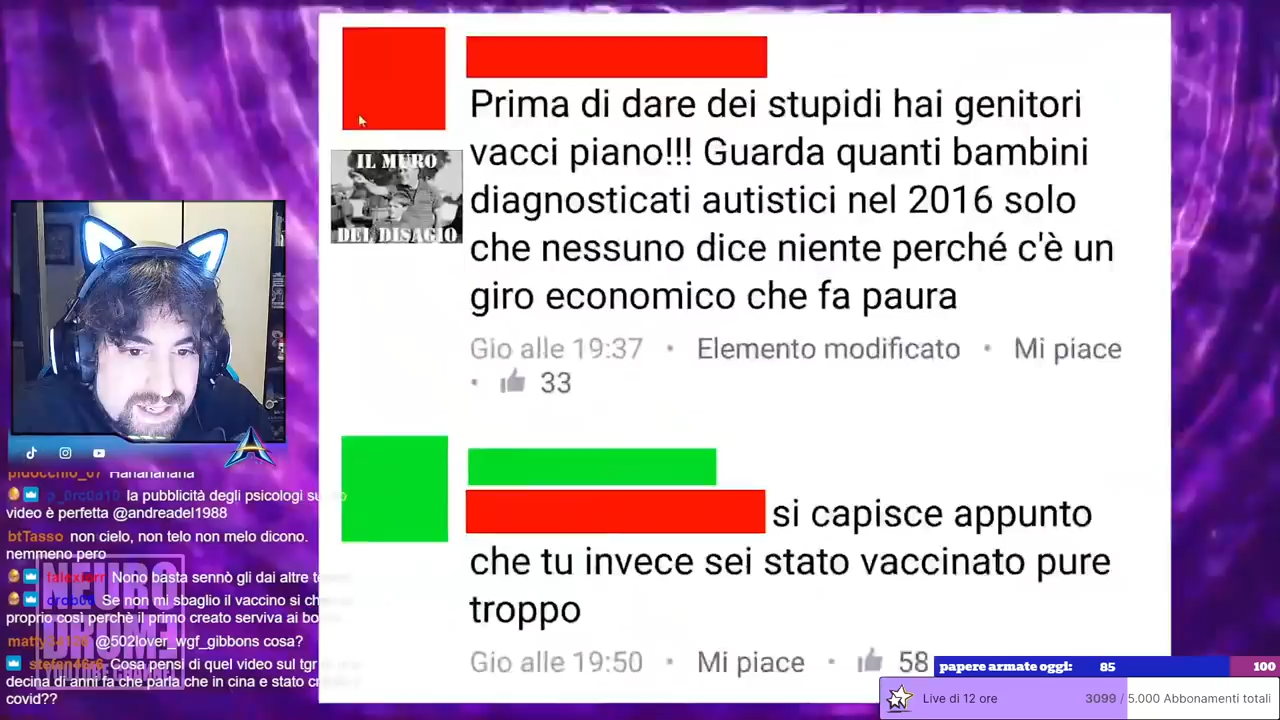 Prima di dare dei stupidi hai genitori
vacci piano!!! Guarda quanti bambini
diagnosticati autistici nel 2016 solo
che nessuno dice niente perché c'è un
giro economico che fa paura
Gio alle 19:37 • Elemento modificato • Mi piace
• 33
IL MURO
DEL DISAGIO
si capisce appunto
che tu invece sei stato vaccinato pure
troppo
Gio alle 19:50 • Mi piace • 58
Hahahahaha
la pubblicità degli psicologi su
video è perfetta @andreadel1988
btTasso non cielo, non telo non melo dicono.
nemmeno pero
Nono basta sennò gli dai altre
Se non mi sbaglio il vaccino si
proprio così perchè il primo creato serviva ai
@502lover_wgf_gibbons cosa?
Cosa pensi di quel video sul tgr
decina di anni fa che parla che in cina e stato
covid??
NEURO
DROME
YOUTUBE CHANNEL
papere armate oggi: 85 100
Live di 12 ore 3099 / 5.000 Abbonamenti totali